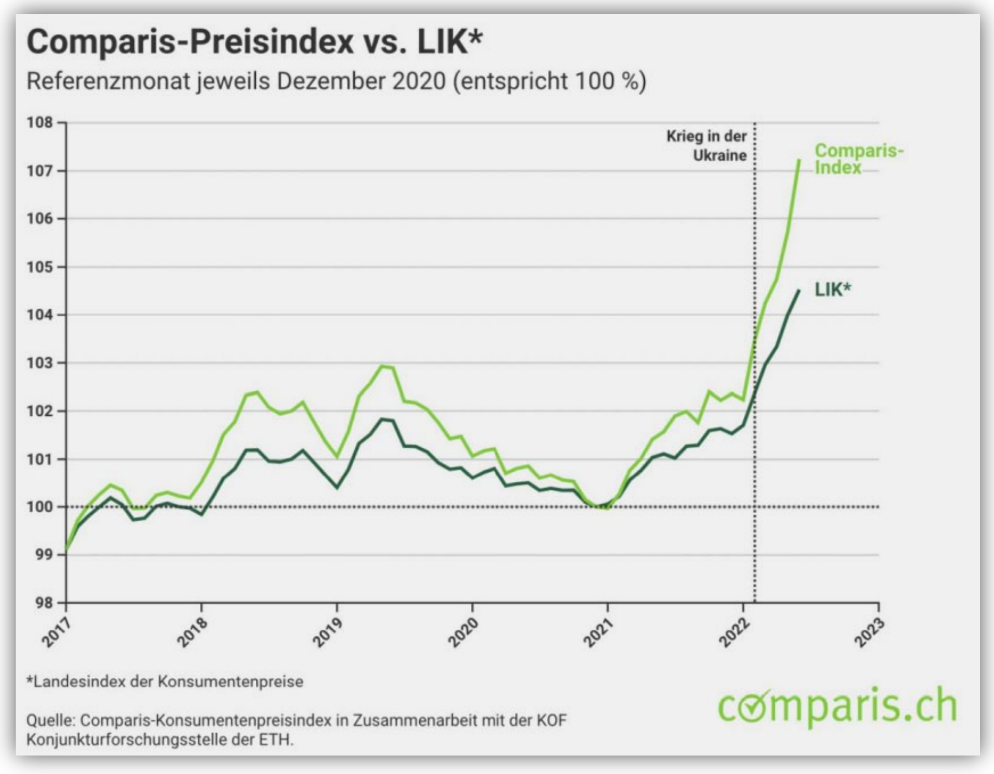 Comparis-Preisindex vs. LIK*
Referenzmonat jeweils Dezember 2020 (entspricht 100 %)
108
107
106
105
104
103
102
101
100
99
98
Krieg in der
Ukraine
Comparis-
Index
LIK*
2017
2018
2019
2020
2021
2022
2023
*Landesindex der Konsumentenpreise
Quelle: Comparis-Konsumentenpreisindex in Zusammenarbeit mit der KOF
Konjunkturforschungsstelle der ETH.
comparis.ch